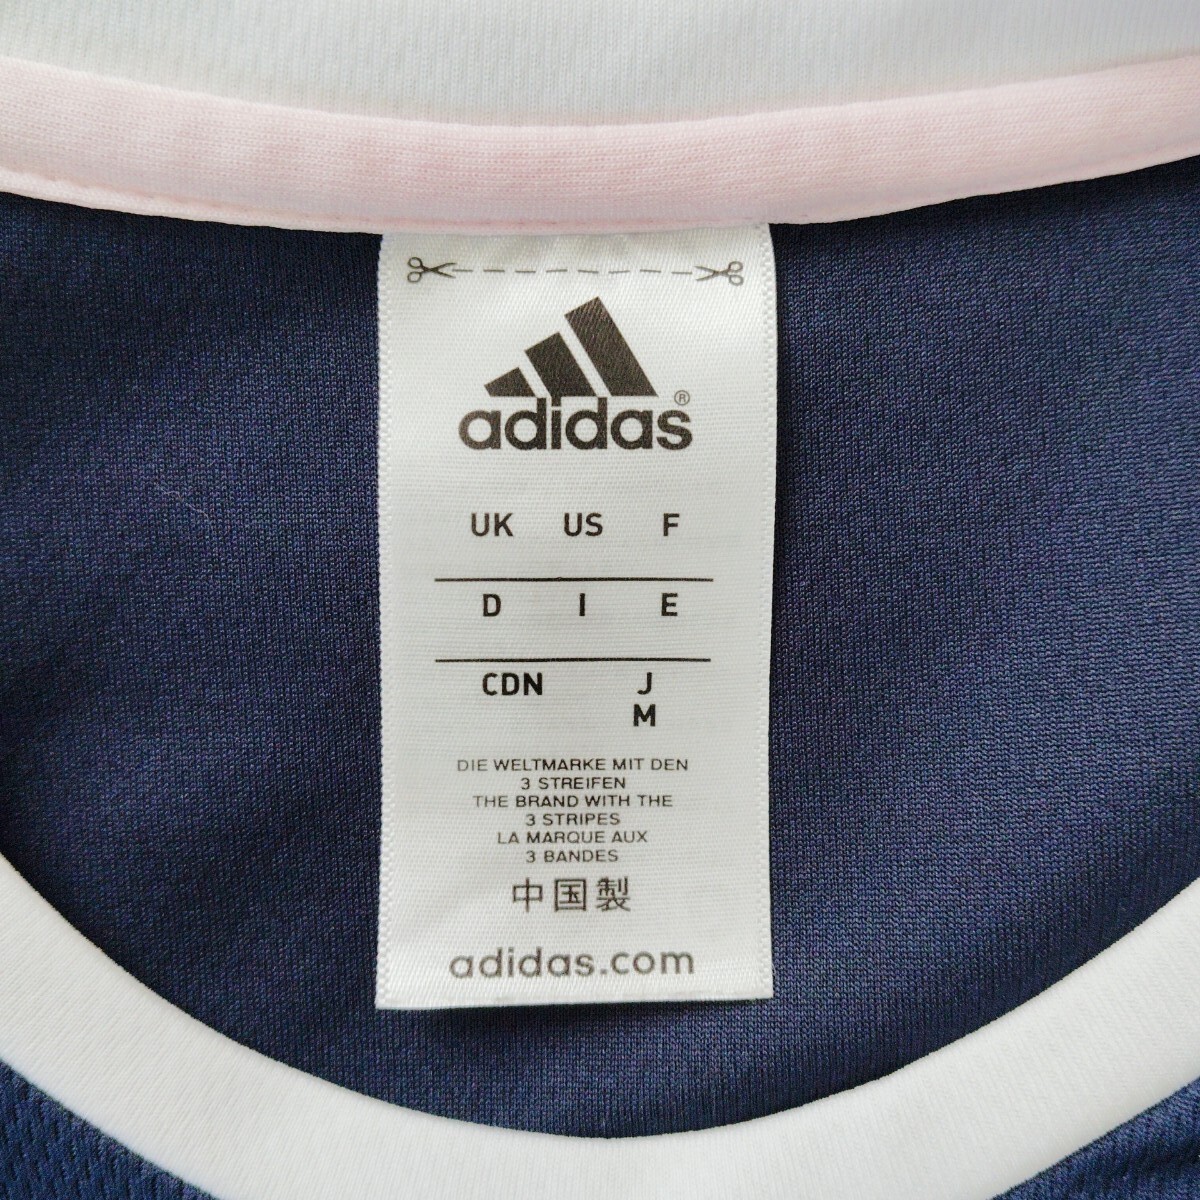 adidas®
UK US F
D I E
CDN J
M
DIE WELTMARKE MIT DEN
3 STREIFEN
THE BRAND WITH THE
3 STRIPES
LA MARQUE AUX
3 BANDES
中国製
adidas.com